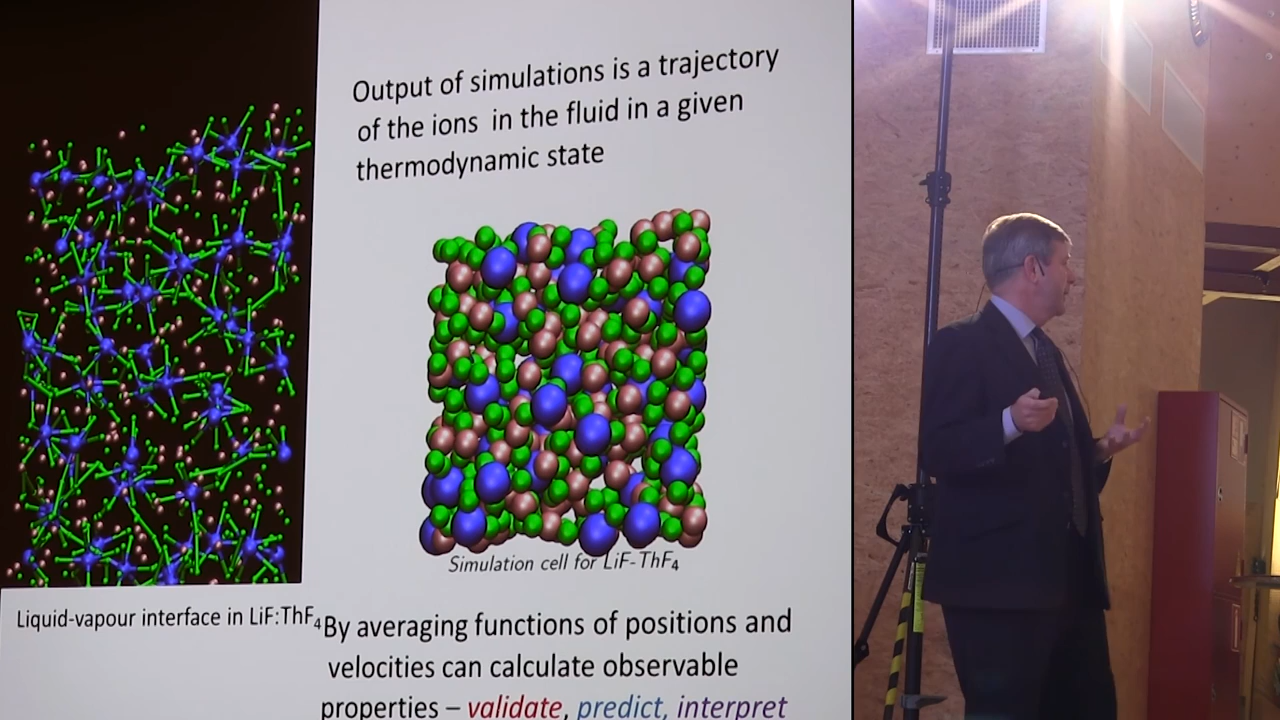 Output of simulations is a trajectory
of the ions in the fluid in a given
thermodynamic state
Simulation cell for LiF-ThF₄
Liquid-vapour interface in LiF:ThF₄
By averaging functions of positions and
velocities can calculate observable
properties – validate, predict, interpret